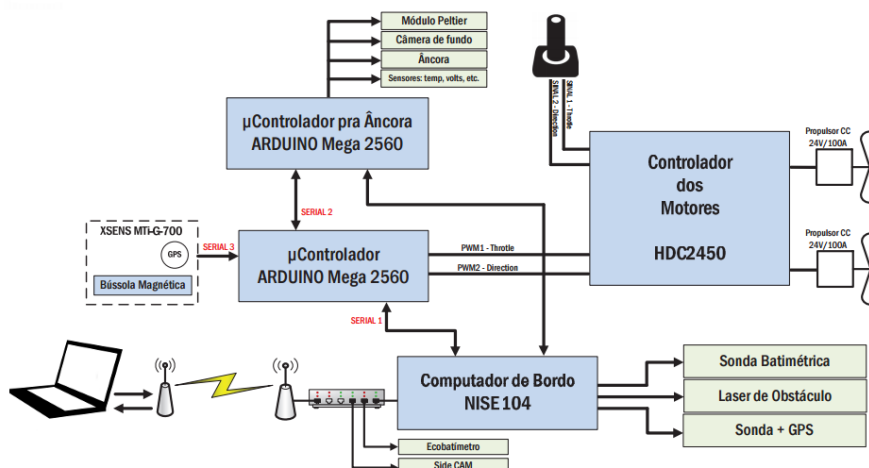 Módulo Peltier
Câmera de fundo
Âncora
Sensores: temp, volts, etc.
µControlador pra Âncora
ARDUINO Mega 2560
SINAL 2 - Direction
SINAL 1 - Throttle
Controlador
dos
Motores
HDC2450
Propulsor CC
24V/100A
Propulsor CC
24V/100A
SERIAL 2
XSENS MTi-G-700
GPS
Bússola Magnética
SERIAL 3
µControlador
ARDUINO Mega 2560
PWM1 - Throttle
PWM2 - Direction
SERIAL 1
Computador de Bordo
NISE 104
Sonda Batimétrica
Laser de Obstáculo
Sonda + GPS
Ecobatímetro
Side CAM